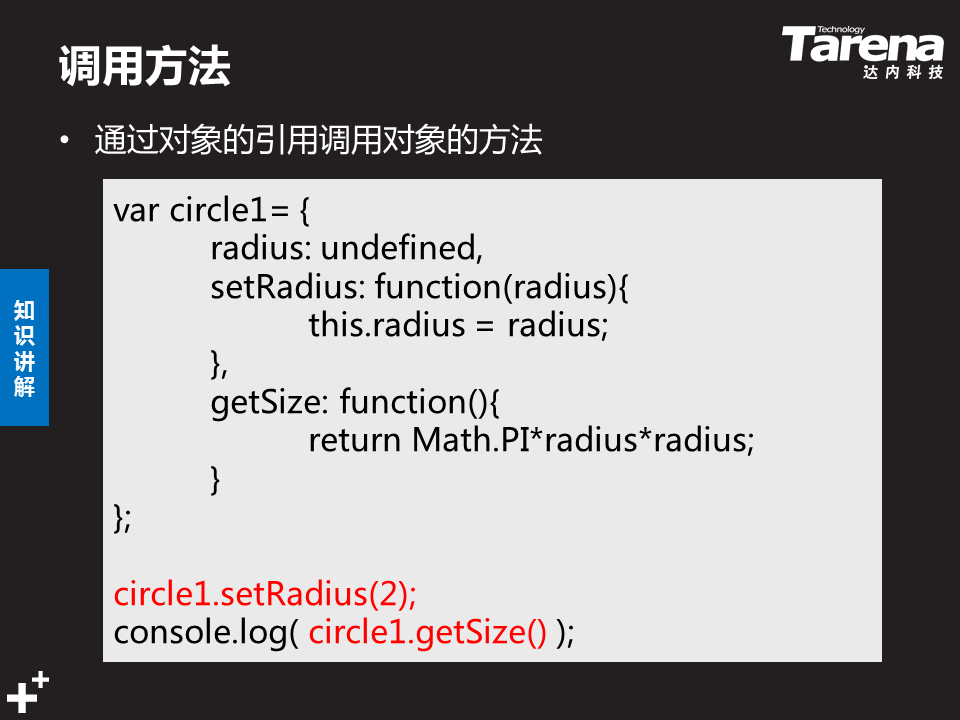 调用方法
Technology
Tarena
达内科技
• 通过对象的引用调用对象的方法
var circle1= {
radius: undefined,
setRadius: function(radius){
this.radius = radius;
},
getSize: function(){
return Math.PI*radius*radius;
}
};
circle1.setRadius(2);
console.log( circle1.getSize() );
知
识
讲
解
++